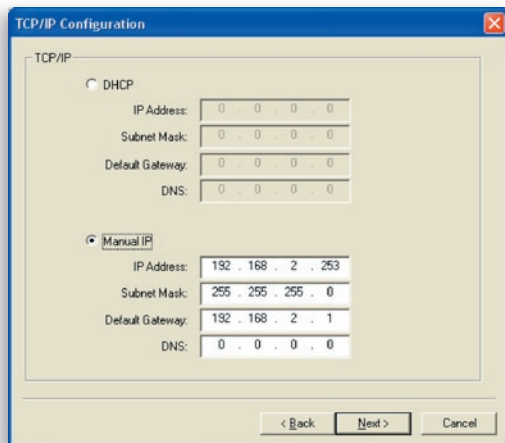 TCP/IP Configuration
TCP/IP
DHCP
IP Address: 0 . 0 . 0 . 0
Subnet Mask: 0 . 0 . 0 . 0
Default Gateway: 0 . 0 . 0 . 0
DNS: 0 . 0 . 0 . 0
Manual IP
IP Address: 192 . 168 . 2 . 253
Subnet Mask: 255 . 255 . 255 . 0
Default Gateway: 192 . 168 . 2 . 1
DNS: 0 . 0 . 0 . 0
< Back Next > Cancel